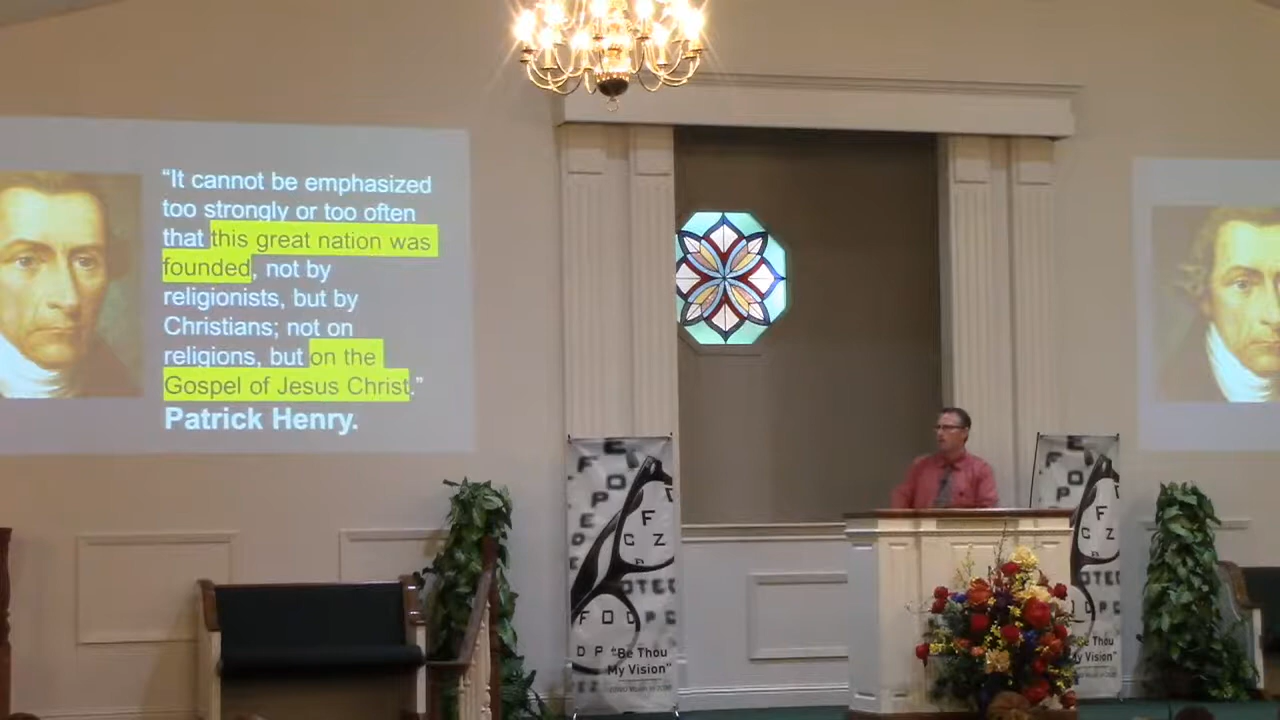 “It cannot be emphasized
too strongly or too often
that this great nation was
founded, not by
religionists, but by
Christians; not on
religions, but on the
Gospel of Jesus Christ.”
Patrick Henry.
F
C Z
"Be Thou
My Vision"
F
C Z
"Be Thou
My Vision"